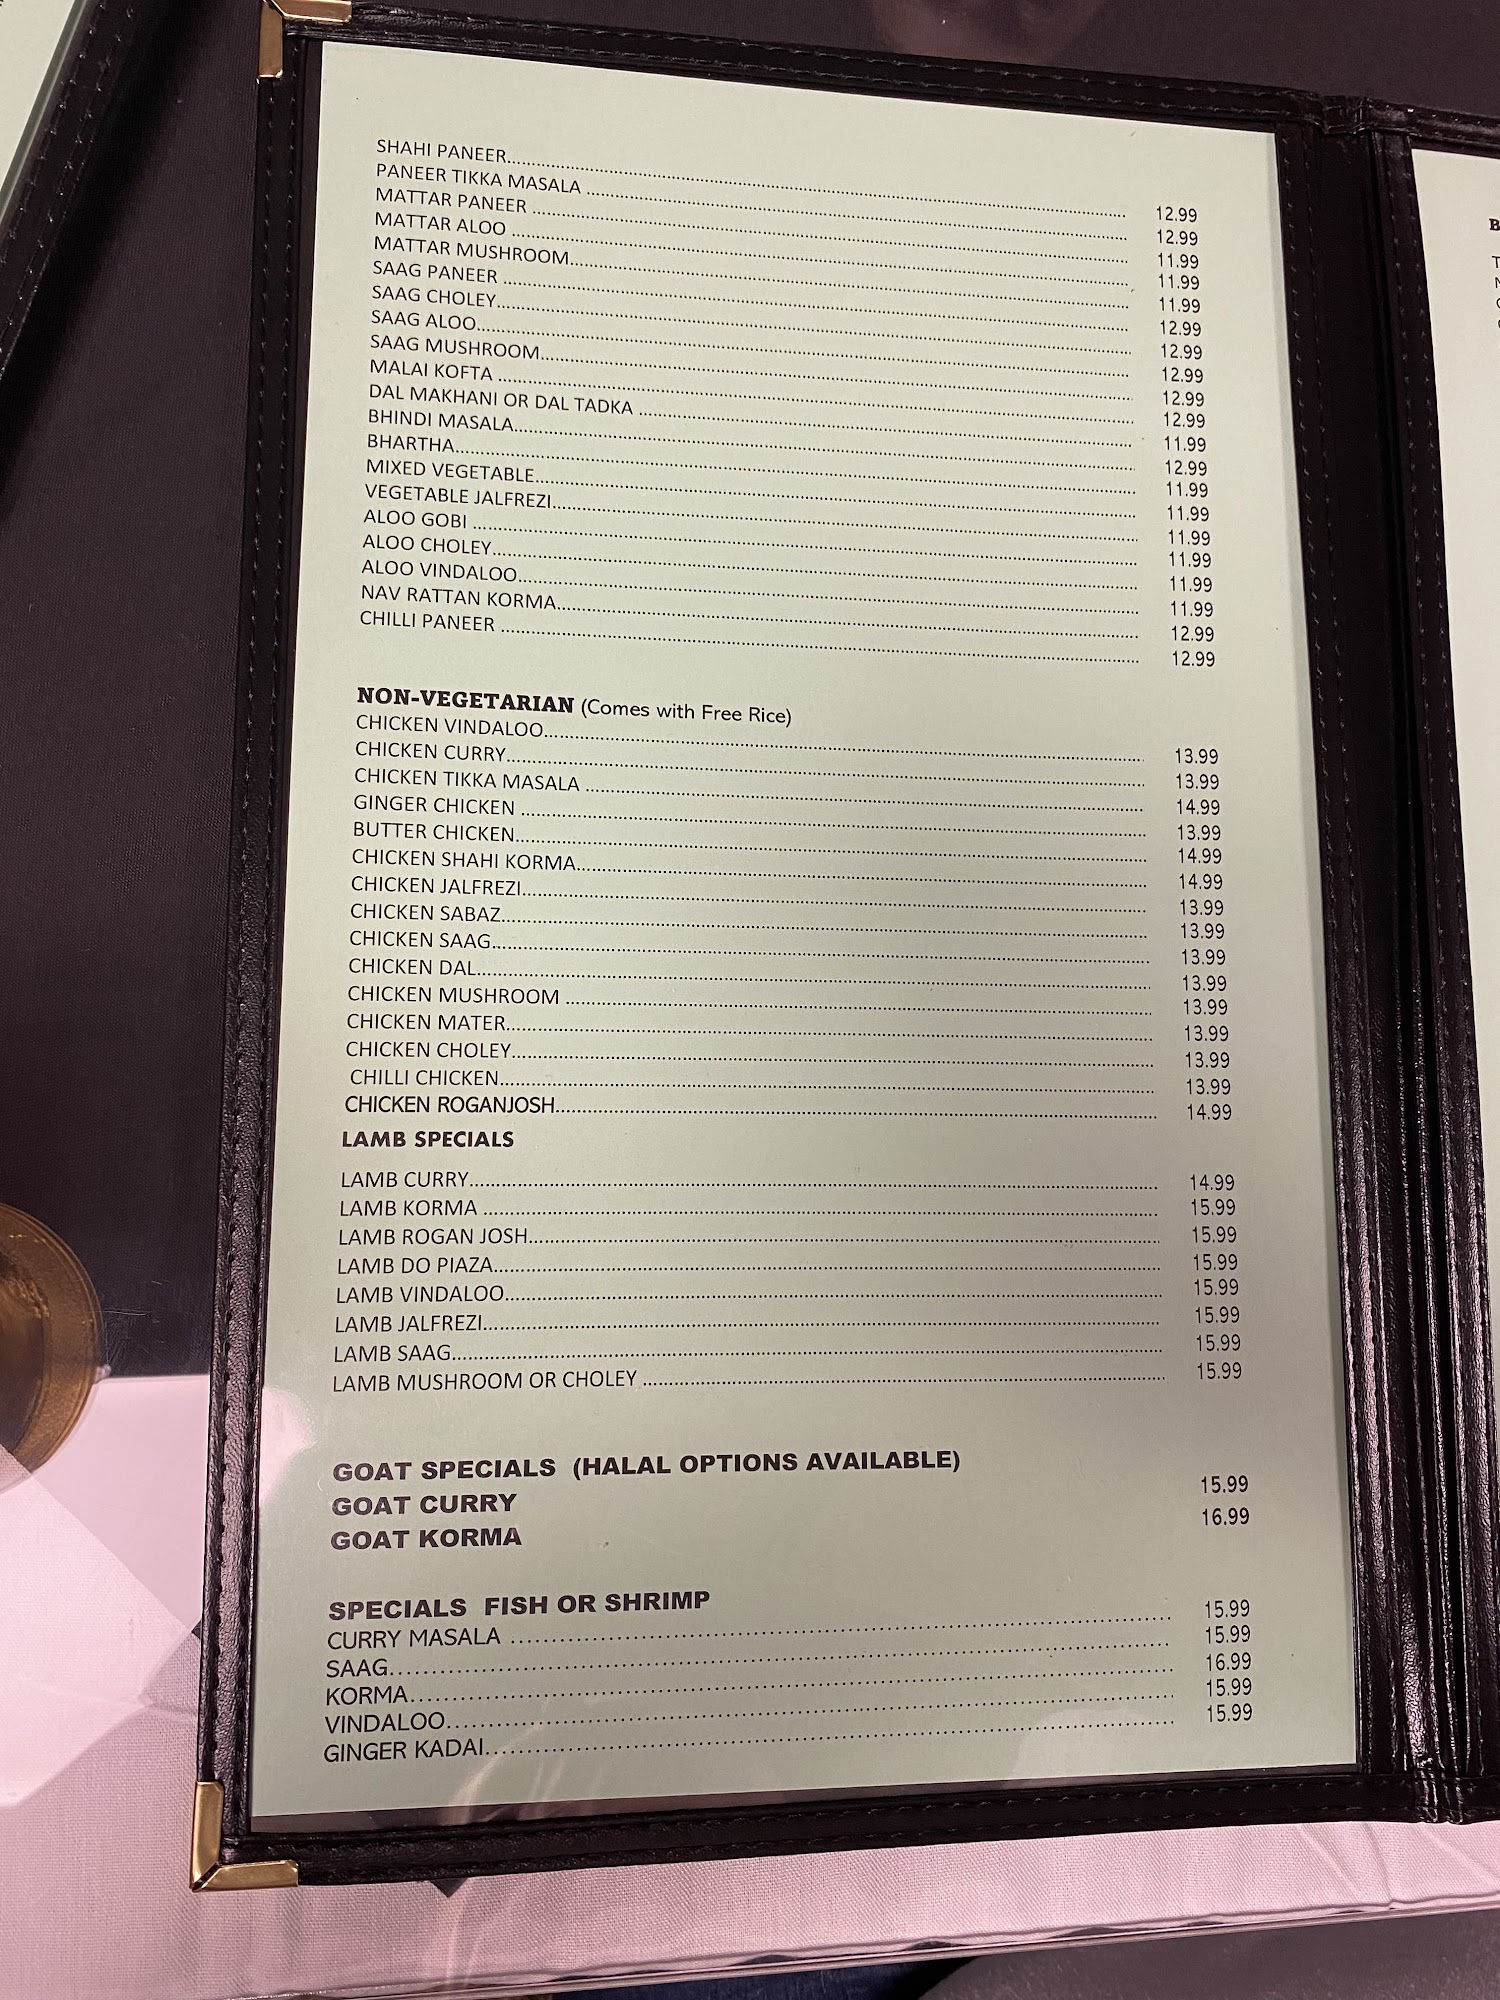 SHAHI PANEER.......... 12.99
PANEER TIKKA MASALA .......... 12.99
MATTAR PANEER .......... 11.99
MATTAR ALOO .......... 11.99
MATTAR MUSHROOM.......... 11.99
SAAG PANEER .......... 12.99
SAAG CHOLEY.......... 12.99
SAAG ALOO.......... 12.99
SAAG MUSHROOM.......... 12.99
MALAI KOFTA .......... 12.99
DAL MAKHANI OR DAL TADKA .......... 11.99
BHINDI MASALA.......... 12.99
BHARTHA.......... 11.99
MIXED VEGETABLE.......... 11.99
VEGETABLE JALFREZI.......... 11.99
ALOO GOBI .......... 11.99
ALOO CHOLEY.......... 11.99
ALOO VINDALOO.......... 11.99
NAV RATTAN KORMA.......... 12.99
CHILLI PANEER .......... 12.99
NON-VEGETARIAN (Comes with Free Rice)
CHICKEN VINDALOO.......... 13.99
CHICKEN CURRY.......... 13.99
CHICKEN TIKKA MASALA .......... 14.99
GINGER CHICKEN .......... 13.99
BUTTER CHICKEN.......... 14.99
CHICKEN SHAHI KORMA.......... 14.99
CHICKEN JALFREZI.......... 13.99
CHICKEN SABAZ.......... 13.99
CHICKEN SAAG.......... 13.99
CHICKEN DAL.......... 13.99
CHICKEN MUSHROOM .......... 13.99
CHICKEN MATER.......... 13.99
CHICKEN CHOLEY.......... 13.99
CHILLI CHICKEN.......... 13.99
CHICKEN ROGANJOSH.......... 14.99
LAMB SPECIALS
LAMB CURRY.......... 14.99
LAMB KORMA .......... 15.99
LAMB ROGAN JOSH.......... 15.99
LAMB DO PIAZA.......... 15.99
LAMB VINDALOO.......... 15.99
LAMB JALFREZI.......... 15.99
LAMB SAAG.......... 15.99
LAMB MUSHROOM OR CHOLEY .......... 15.99
GOAT SPECIALS (HALAL OPTIONS AVAILABLE)
GOAT CURRY 15.99
GOAT KORMA 16.99
SPECIALS FISH OR SHRIMP
CURRY MASALA .......... 15.99
SAAG.......... 15.99
KORMA.......... 16.99
VINDALOO.......... 15.99
GINGER KADAI.......... 15.99